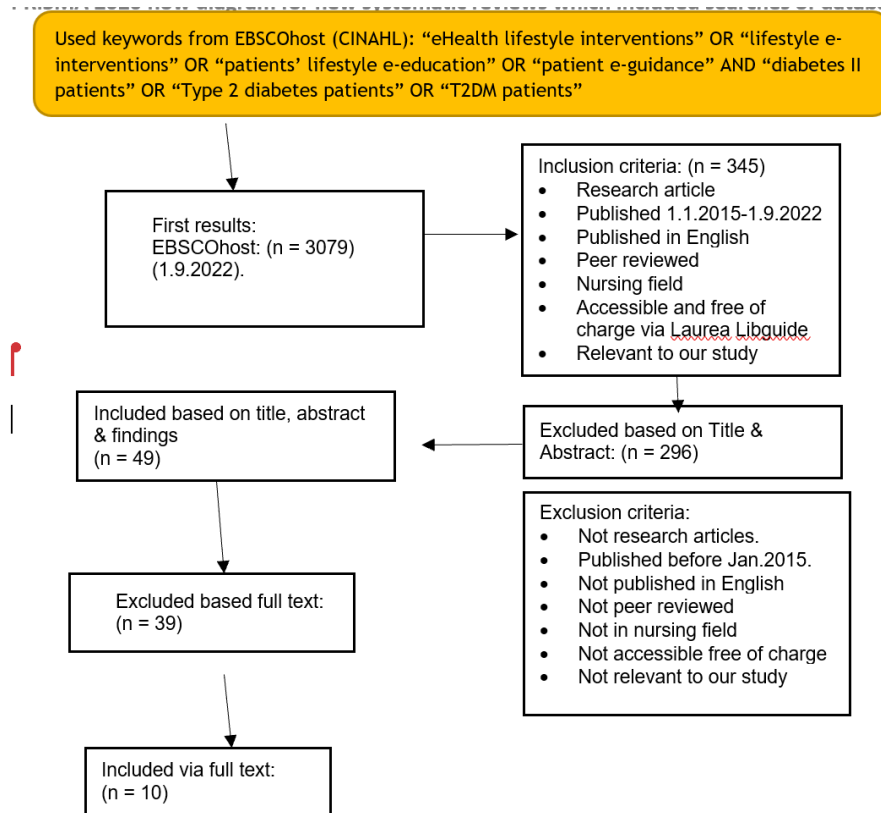 Used keywords from EBSCOhost (CINAHL): “eHealth lifestyle interventions” OR “lifestyle e-
interventions” OR “patients’ lifestyle e-education” OR “patient e-guidance” AND “diabetes II
patients” OR “Type 2 diabetes patients” OR “T2DM patients”
First results:
EBSCOhost: (n = 3079)
(1.9.2022).
Inclusion criteria: (n = 345)
• Research article
• Published 1.1.2015-1.9.2022
• Published in English
• Peer reviewed
• Nursing field
• Accessible and free of
charge via Laurea Libguide
• Relevant to our study
Included based on title, abstract
& findings
(n = 49)
Excluded based on Title &
Abstract: (n = 296)
Exclusion criteria:
• Not research articles.
• Published before Jan.2015.
• Not published in English
• Not peer reviewed
• Not in nursing field
• Not accessible free of charge
• Not relevant to our study
Excluded based full text:
(n = 39)
Included via full text:
(n = 10)